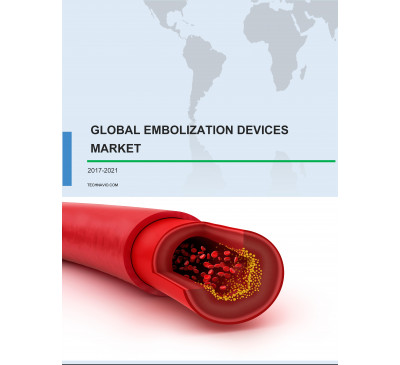 GLOBAL EMBOLIZATION DEVICES
MARKET
2017-2021
TECHNAVIO.COM